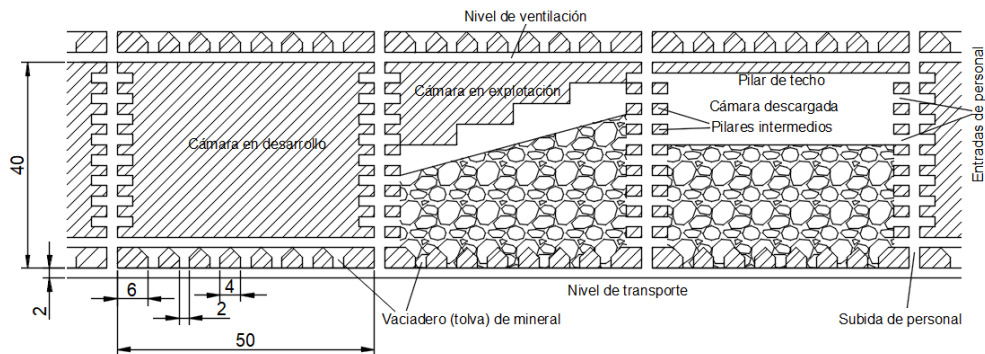 Nivel de ventilación
Pilar de techo
Cámara en explotación
Cámara descargada
Pilares intermedios
Cámara en desarrollo
Entradas de personal
40
2
6
2
4
50
Nivel de transporte
Vaciadero (tolva) de mineral
Subida de personal